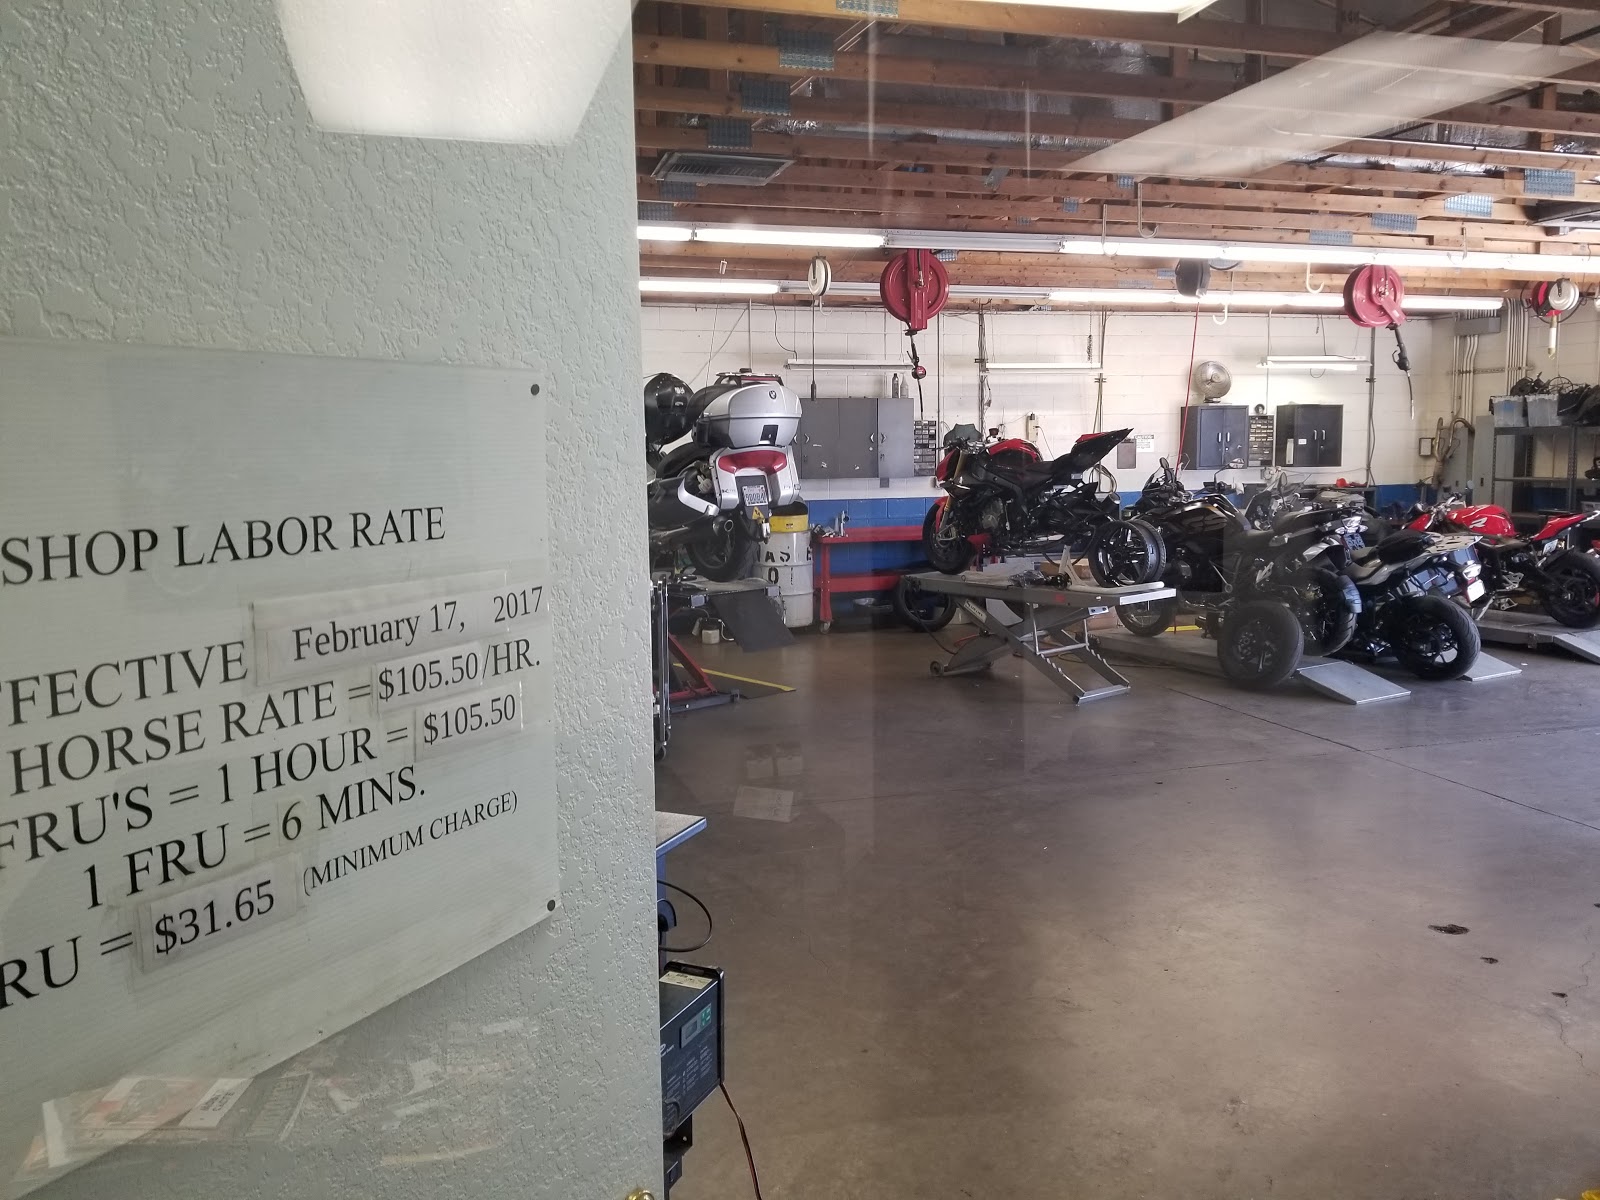 SHOP LABOR RATE
FFECTIVE February 17, 2017
HORSE RATE = $105.50/HR.
FRU'S = 1 HOUR = $105.50
1 FRU = 6 MINS.
RU = $31.65 (MINIMUM CHARGE)